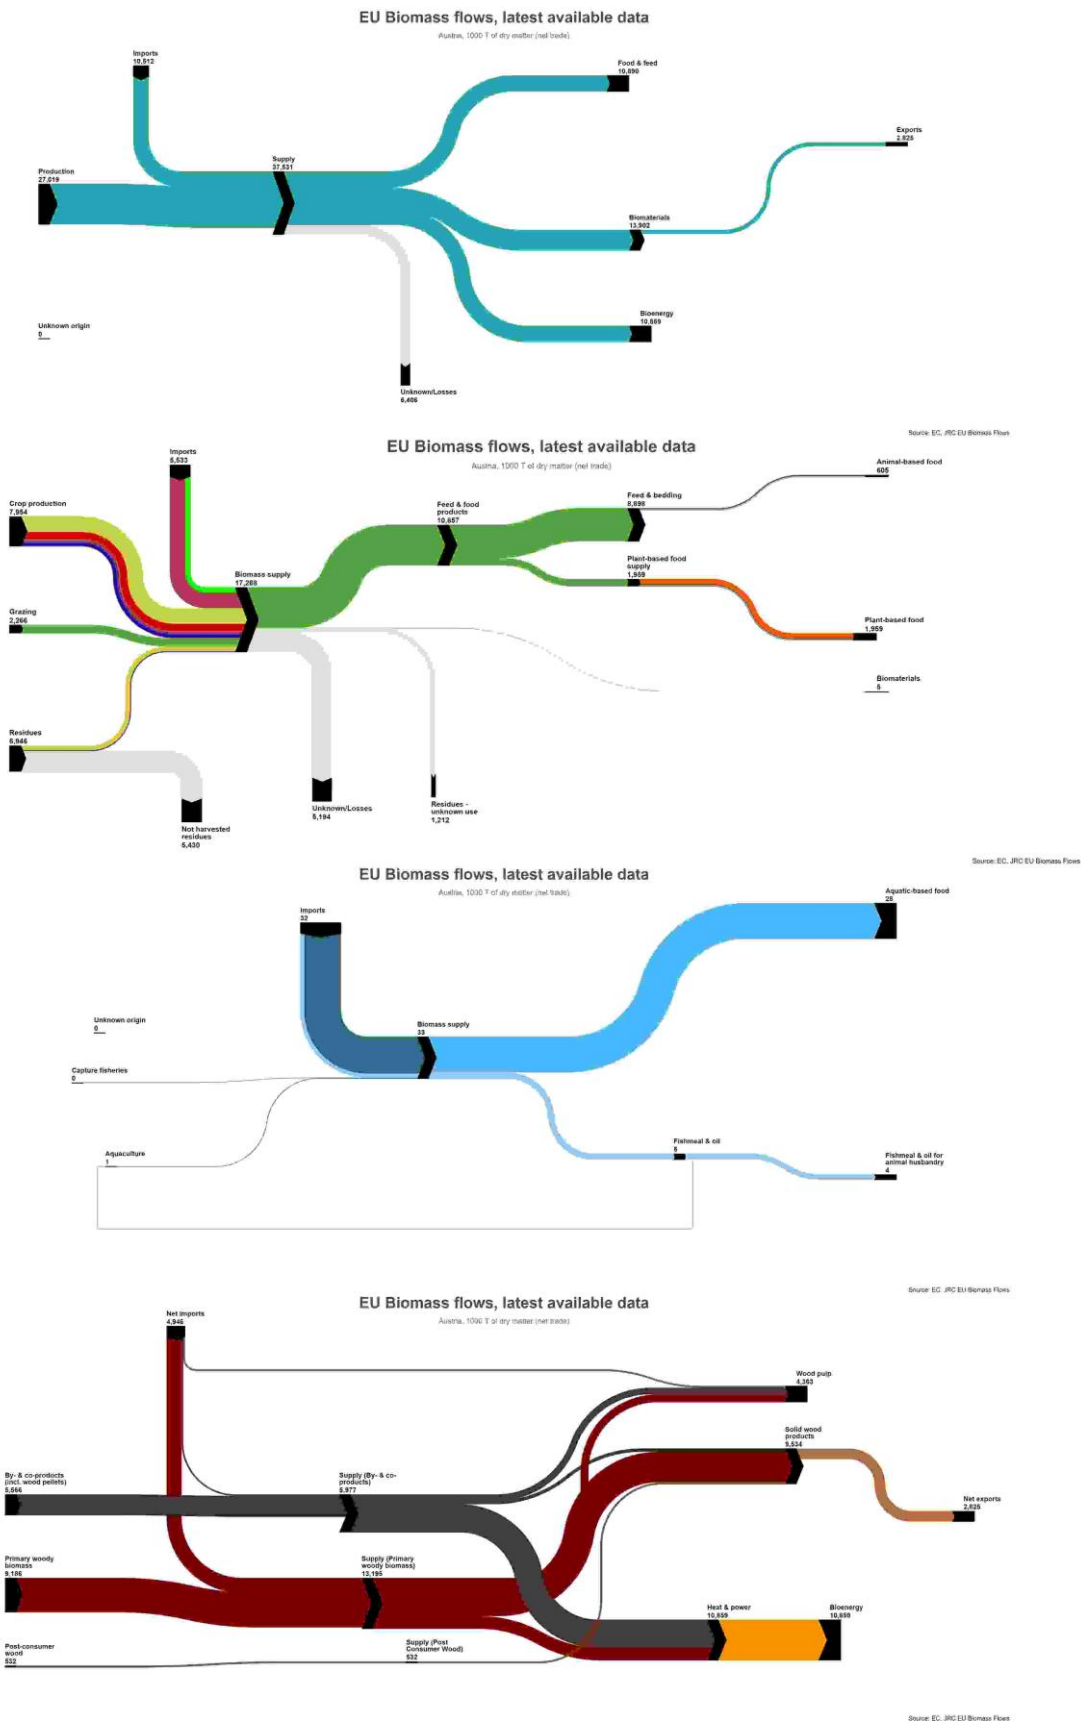 EU Biomass flows, latest available data
Austria, 1000 T of dry matter (net trade)
Imports
10,512
Food & feed
10,890
Exports
2,825
Supply
37,531
Production
27,019
Biomaterials
13,902
Bioenergy
10,669
Unknown origin
0
Unknown/Losses
6,406
Source: EC, JRC EU Biomass Flows
EU Biomass flows, latest available data
Austria, 1000 T of dry matter (net trade)
Imports
5,533
Animal-based food
605
Crop production
7,954
Feed & food
products
10,657
Feed & bedding
8,698
Plant-based food
supply
1,959
Biomass supply
17,268
Grazing
2,266
Plant-based food
1,959
Biomaterials
5
Residues
6,946
Unknown/Losses
5,194
Residues -
unknown use
1,212
Not harvested
residues
5,430
Source: EC, JRC EU Biomass Flows
EU Biomass flows, latest available data
Austria, 1000 T of dry matter (net trade)
Aquatic-based food
28
Imports
32
Unknown origin
0
Biomass supply
33
Capture fisheries
0
Aquaculture
1
Fishmeal & oil
5
Fishmeal & oil for
animal husbandry
4
Source: EC, JRC EU Biomass Flows
EU Biomass flows, latest available data
Austria, 1000 T of dry matter (net trade)
Net imports
4,946
Wood pulp
4,363
Solid wood
products
9,534
By- & co-products
(incl. wood pellets)
5,566
Supply (By- & co-
products)
5,977
Net exports
2,825
Primary woody
biomass
9,186
Supply (Primary
woody biomass)
13,195
Heat & power
10,659
Bioenergy
10,658
Post-consumer
wood
532
Supply (Post
Consumer Wood)
532
Source: EC, JRC EU Biomass Flows